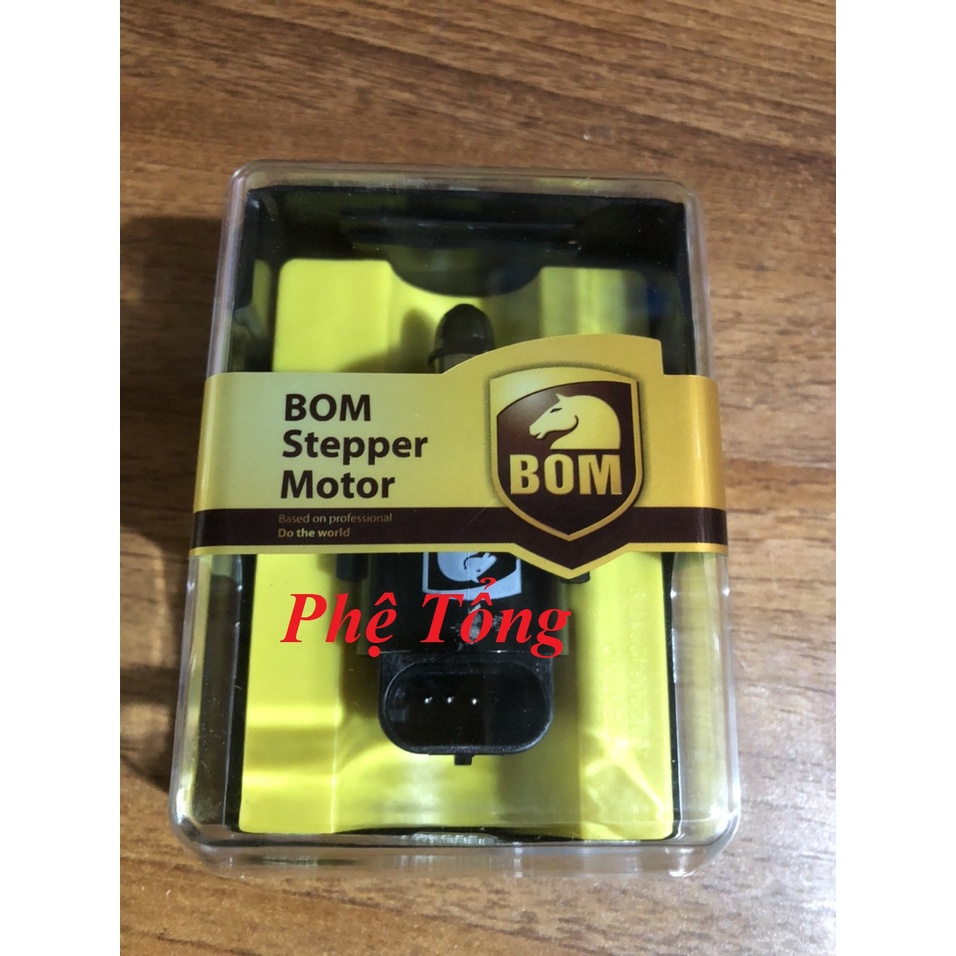 BOM
Stepper
Motor
Based on professional
Do the world
BOM
Phệ Tổng